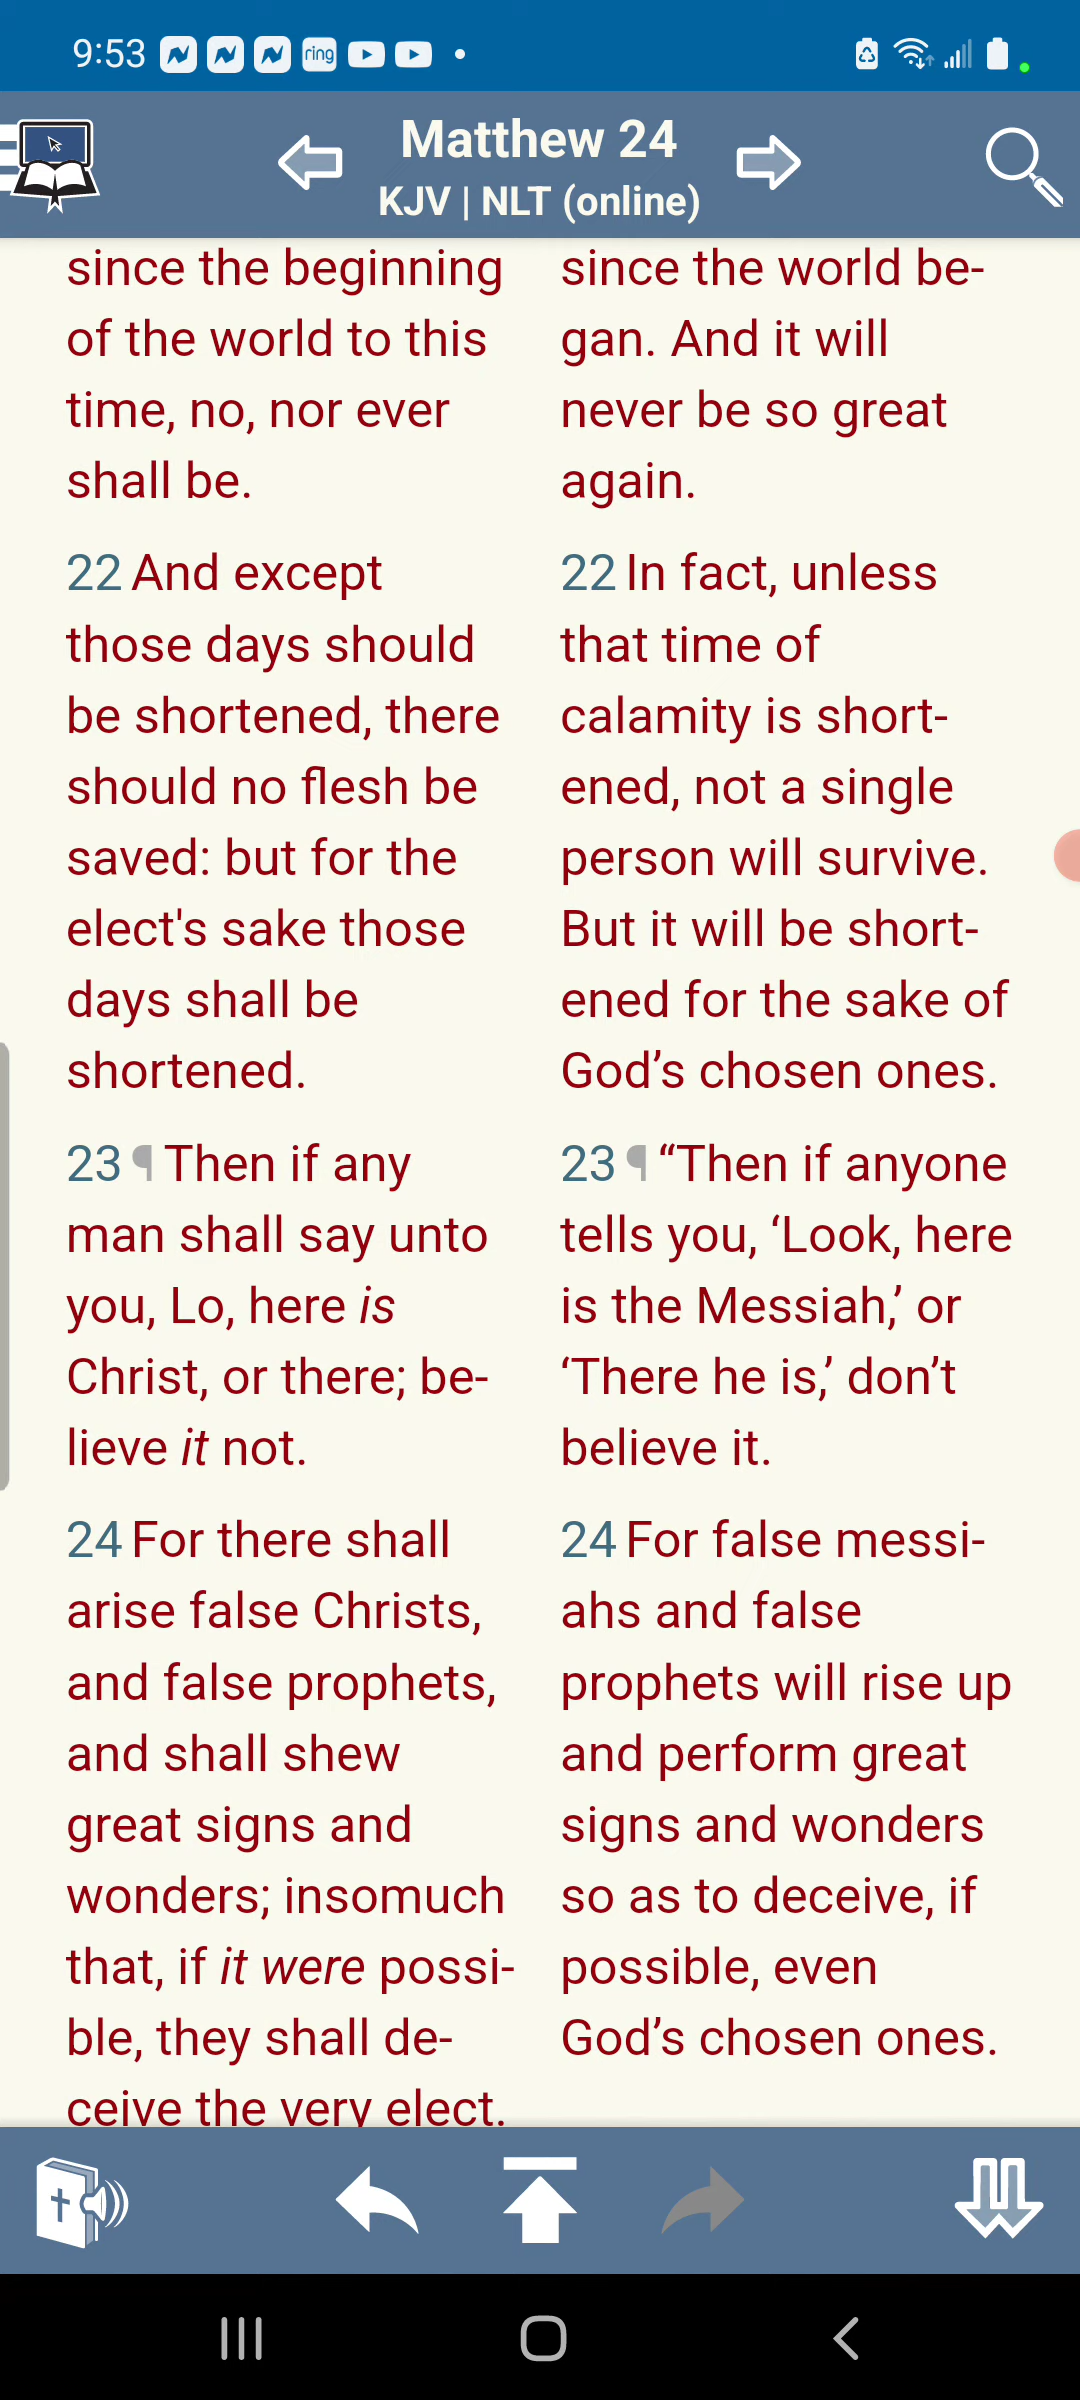 9:53
ring
Matthew 24
KJV | NLT (online)
since the beginning
of the world to this
time, no, nor ever
shall be.
22 And except
those days should
be shortened, there
should no flesh be
saved: but for the
elect's sake those
days shall be
shortened.
23 ¶ Then if any
man shall say unto
you, Lo, here is
Christ, or there; be-
lieve it not.
24 For there shall
arise false Christs,
and false prophets,
and shall shew
great signs and
wonders; insomuch
that, if it were possi-
ble, they shall de-
ceive the very elect.
since the world be-
gan. And it will
never be so great
again.
22 In fact, unless
that time of
calamity is short-
ened, not a single
person will survive.
But it will be short-
ened for the sake of
God’s chosen ones.
23 ¶ “Then if anyone
tells you, ‘Look, here
is the Messiah,’ or
‘There he is,’ don’t
believe it.
24 For false messi-
ahs and false
prophets will rise up
and perform great
signs and wonders
so as to deceive, if
possible, even
God’s chosen ones.